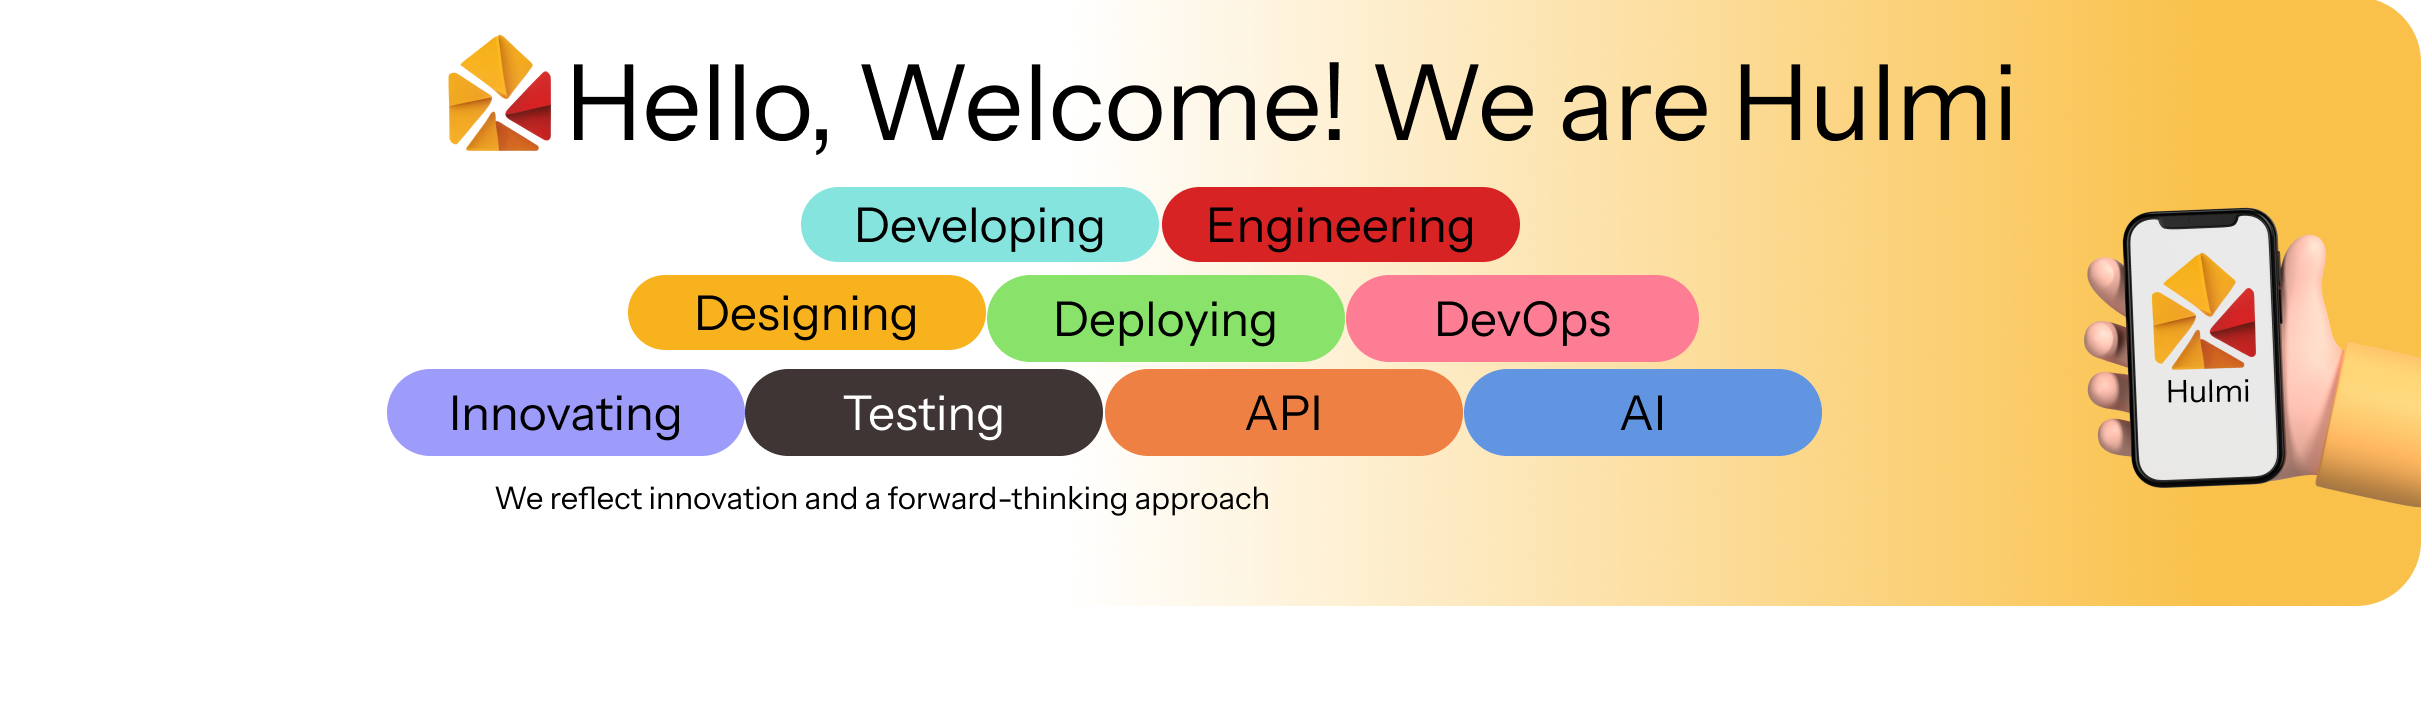 Hello, Welcome! We are Hulmi
Developing Engineering
Designing Deploying DevOps
Innovating Testing API AI
Hulmi
We reflect innovation and a forward-thinking approach